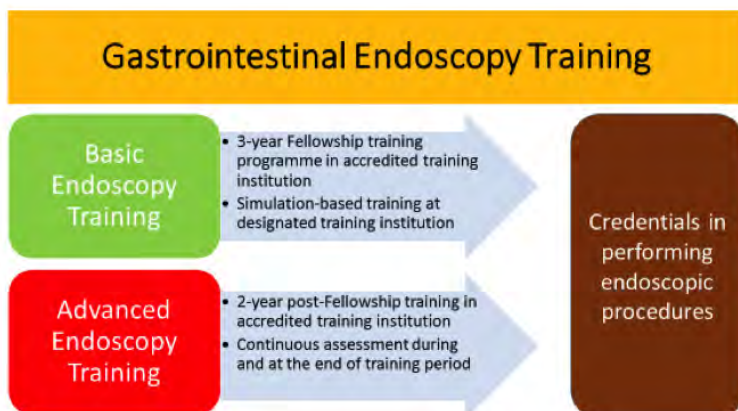 Gastrointestinal Endoscopy Training
Basic
Endoscopy
Training
• 3-year Fellowship training
programme in accredited training
institution
• Simulation-based training at
designated training institution
Advanced
Endoscopy
Training
• 2-year post-Fellowship training in
accredited training institution
• Continuous assessment during
and at the end of training period
Credentials in
performing
endoscopic
procedures